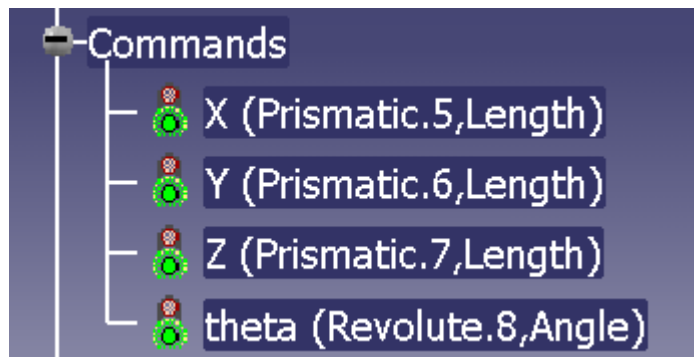 Commands
X (Prismatic.5,Length)
Y (Prismatic.6,Length)
Z (Prismatic.7,Length)
theta (Revolute.8,Angle)